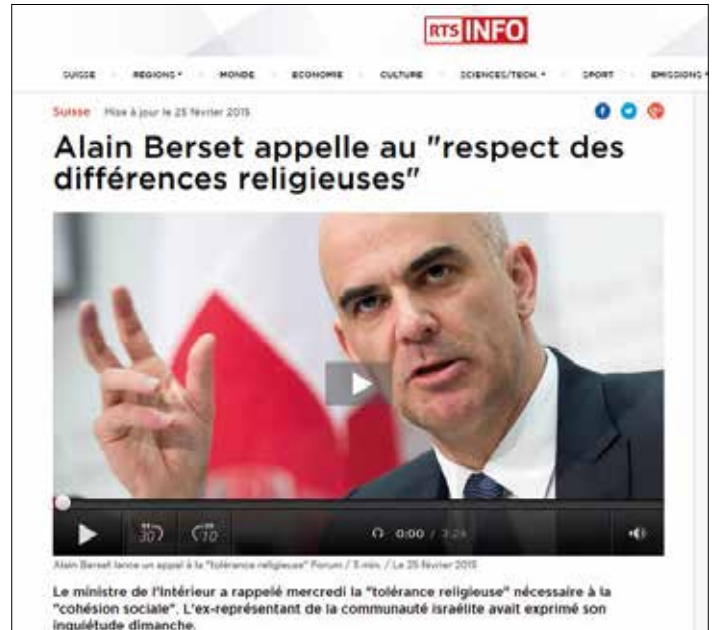 RTS INFO
SUISSE RÉGIONS MONDE ECONOMIE CULTURE SCIENCES/TECH. SPORT EMISSIONS
Suisse Mise à jour le 25 février 2015
Alain Berset appelle au "respect des
différences religieuses"
30 10 0:00 / 3:24
Alain Berset lance un appel à la "tolérance religieuse" Forum / 3 min. / Le 25 février 2015
Le ministre de l'Intérieur a rappelé mercredi la "tolérance religieuse" nécessaire à la
"cohésion sociale". L'ex-représentant de la communauté israélite avait exprimé son
inquiétude dimanche.